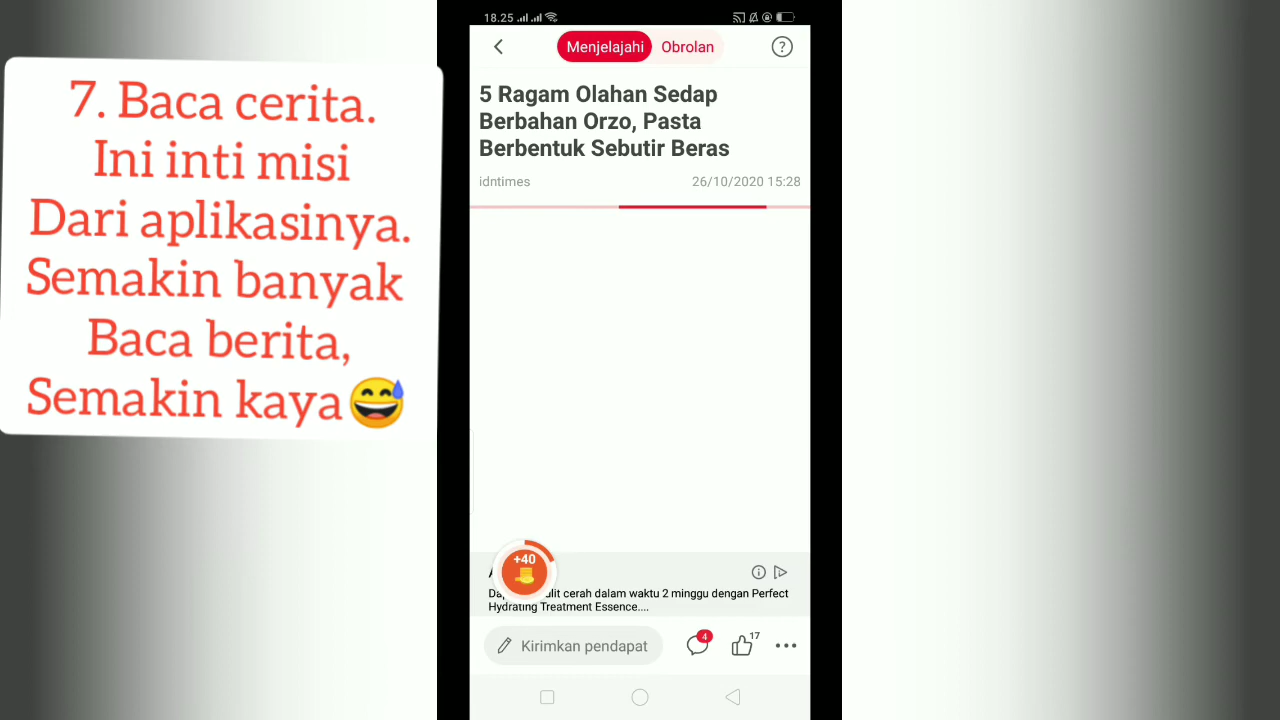 7. Baca cerita.
Ini inti misi
Dari aplikasinya.
Semakin banyak
Baca berita,
Semakin kaya😅
18.25
Menjelajahi Obrolan
5 Ragam Olahan Sedap
Berbahan Orzo, Pasta
Berbentuk Sebutir Beras
idntimes 26/10/2020 15:28
+40
cerah dalam waktu 2 minggu dengan Perfect
Hydrating Treatment Essence....
Kirimkan pendapat 4 17